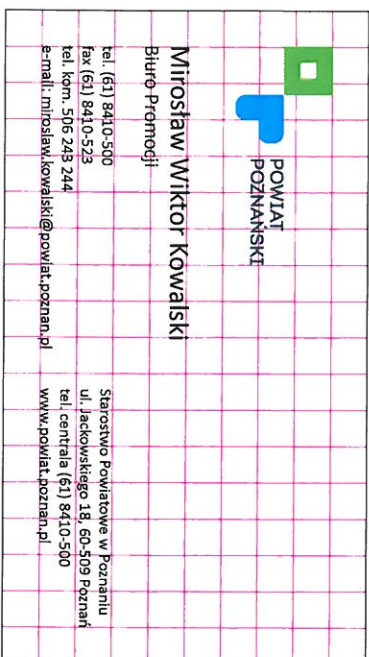 POWIAT
POZNAŃSKI
Mirosław Wiktor Kowalski
Biuro Promocji
tel. (61) 8410-500
fax (61) 8410-523
tel. kom. 506 243 244
e-mail: miroslaw.kowalski@powiat.poznan.pl
Starostwo Powiatowe w Poznaniu
ul. Jackowskiego 18, 60-509 Poznań
tel. centrala (61) 8410-500
www.powiat.poznan.pl